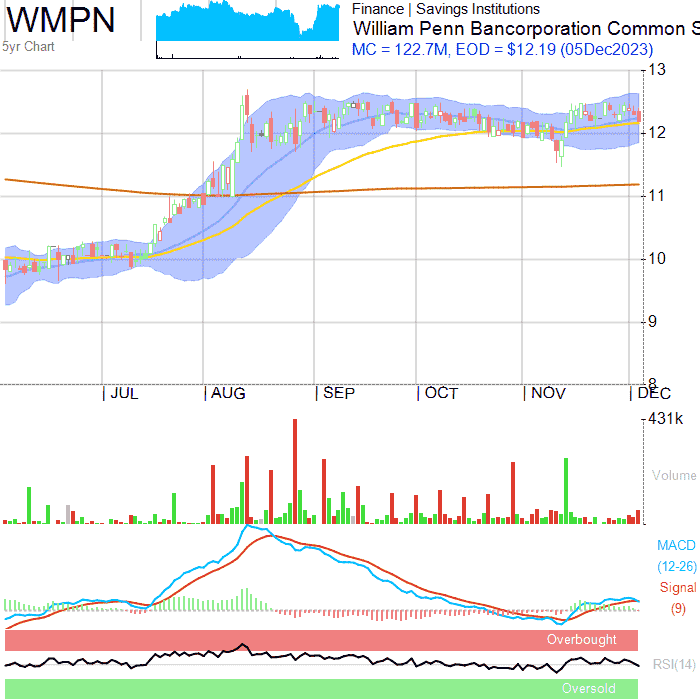 WMPN
5yr Chart
Finance | Savings Institutions
William Penn Bancorporation Common S
MC = 122.7M, EOD = $12.19 (05Dec2023)
13
12
11
10
9
8
JUL AUG SEP OCT NOV DEC
431k
Volume
MACD
(12-26)
Signal
(9)
Overbought
RSI(14)
Oversold